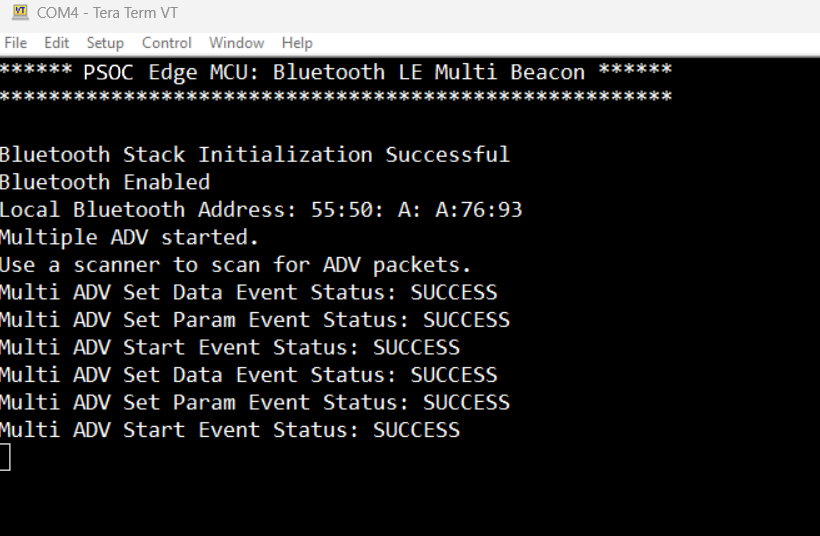 COM4 - Tera Term VT
File Edit Setup Control Window Help
****** PSOC Edge MCU: Bluetooth LE Multi Beacon ******
******************************************************
Bluetooth Stack Initialization Successful
Bluetooth Enabled
Local Bluetooth Address: 55:50: A: A:76:93
Multiple ADV started.
Use a scanner to scan for ADV packets.
Multi ADV Set Data Event Status: SUCCESS
Multi ADV Set Param Event Status: SUCCESS
Multi ADV Start Event Status: SUCCESS
Multi ADV Set Data Event Status: SUCCESS
Multi ADV Set Param Event Status: SUCCESS
Multi ADV Start Event Status: SUCCESS